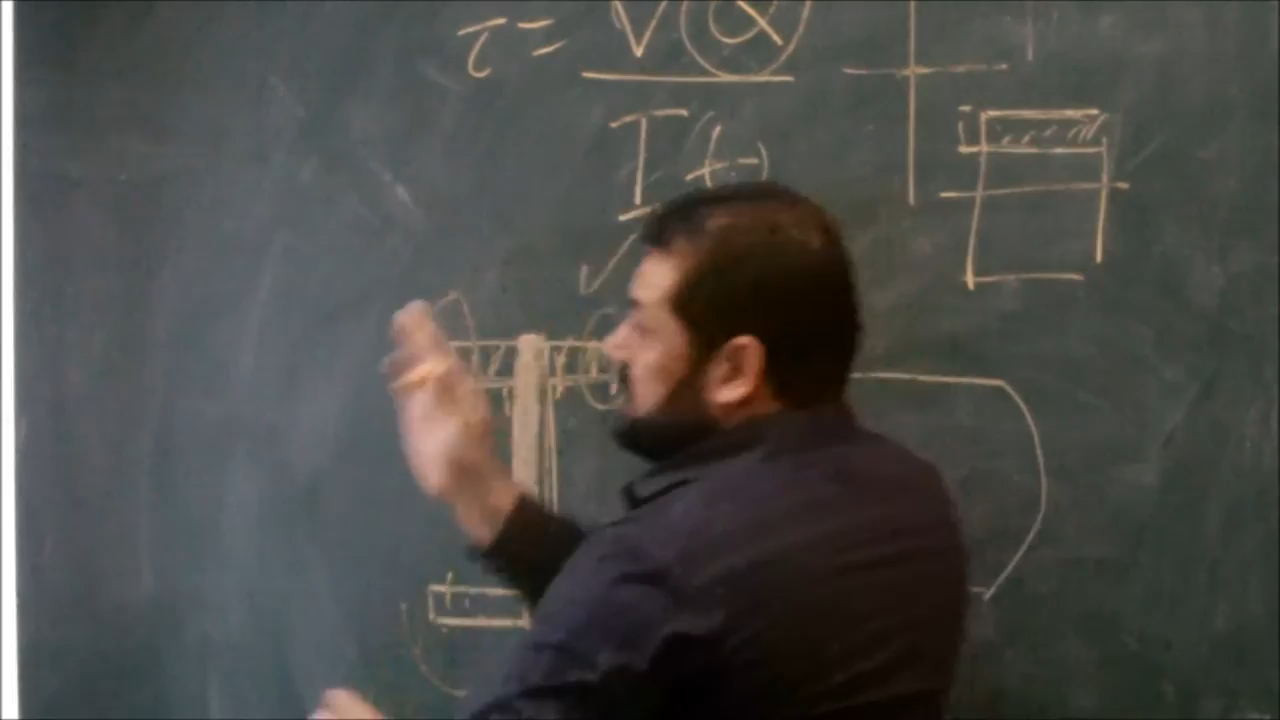 τ = VQ
I(t)